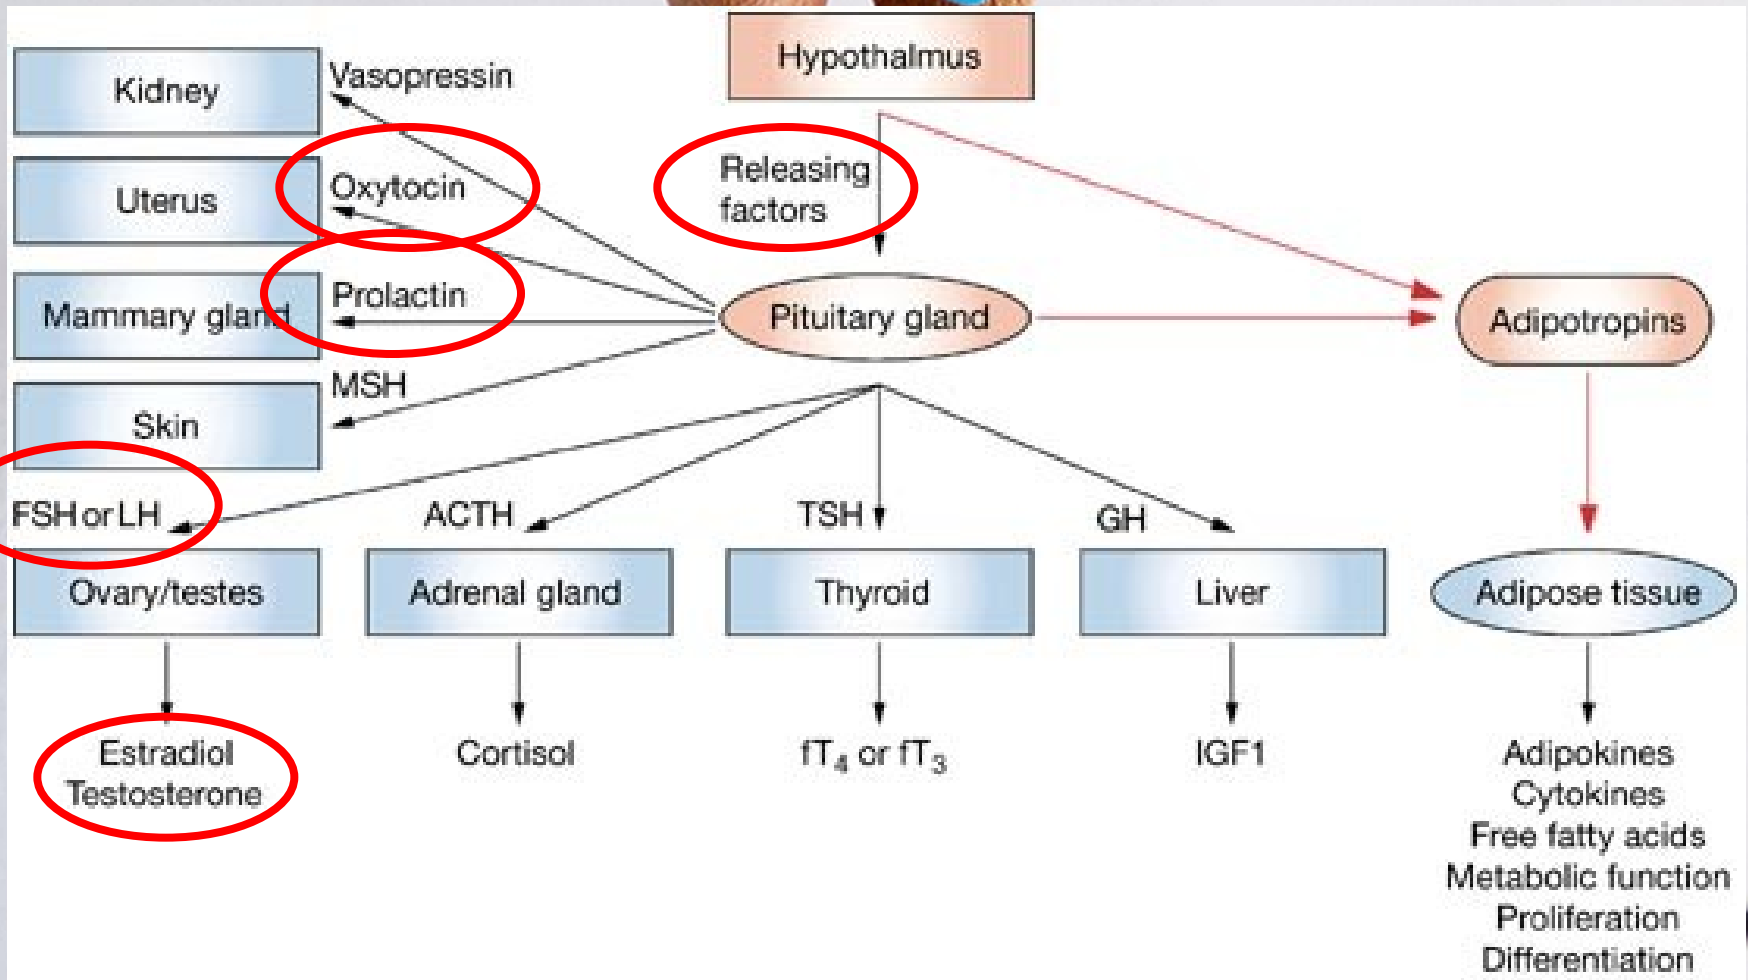 Hypothalmus
Kidney
Vasopressin
Releasing
factors
Uterus
Oxytocin
Mammary gland
Prolactin
Pituitary gland
Adipotropins
Skin
MSH
FSH or LH
ACTH
TSH
GH
Ovary/testes
Adrenal gland
Thyroid
Liver
Adipose tissue
Estradiol
Testosterone
Cortisol
fT4 or fT3
IGF1
Adipokines
Cytokines
Free fatty acids
Metabolic function
Proliferation
Differentiation